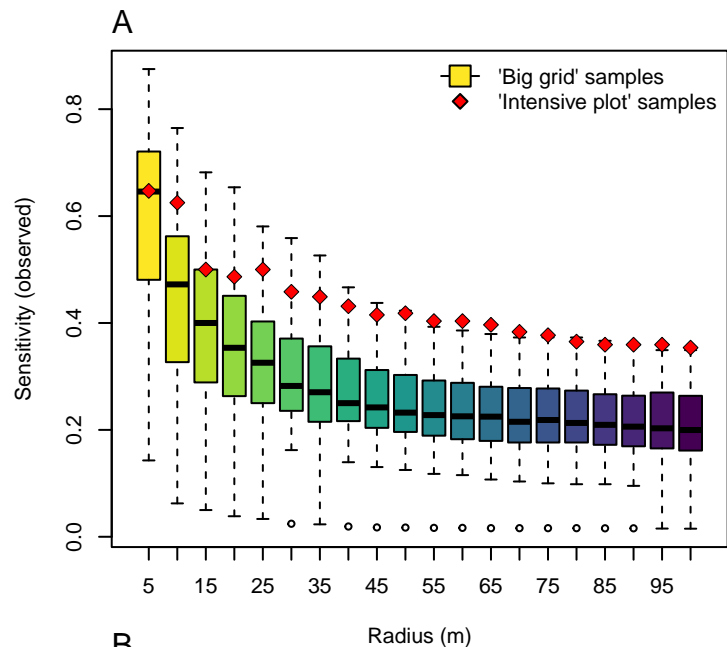 A
'Big grid' samples
'Intensive plot' samples
Sensitivity (observed)
0.8
0.6
0.4
0.2
0.0
5 15 25 35 45 55 65 75 85 95
Radius (m)
B